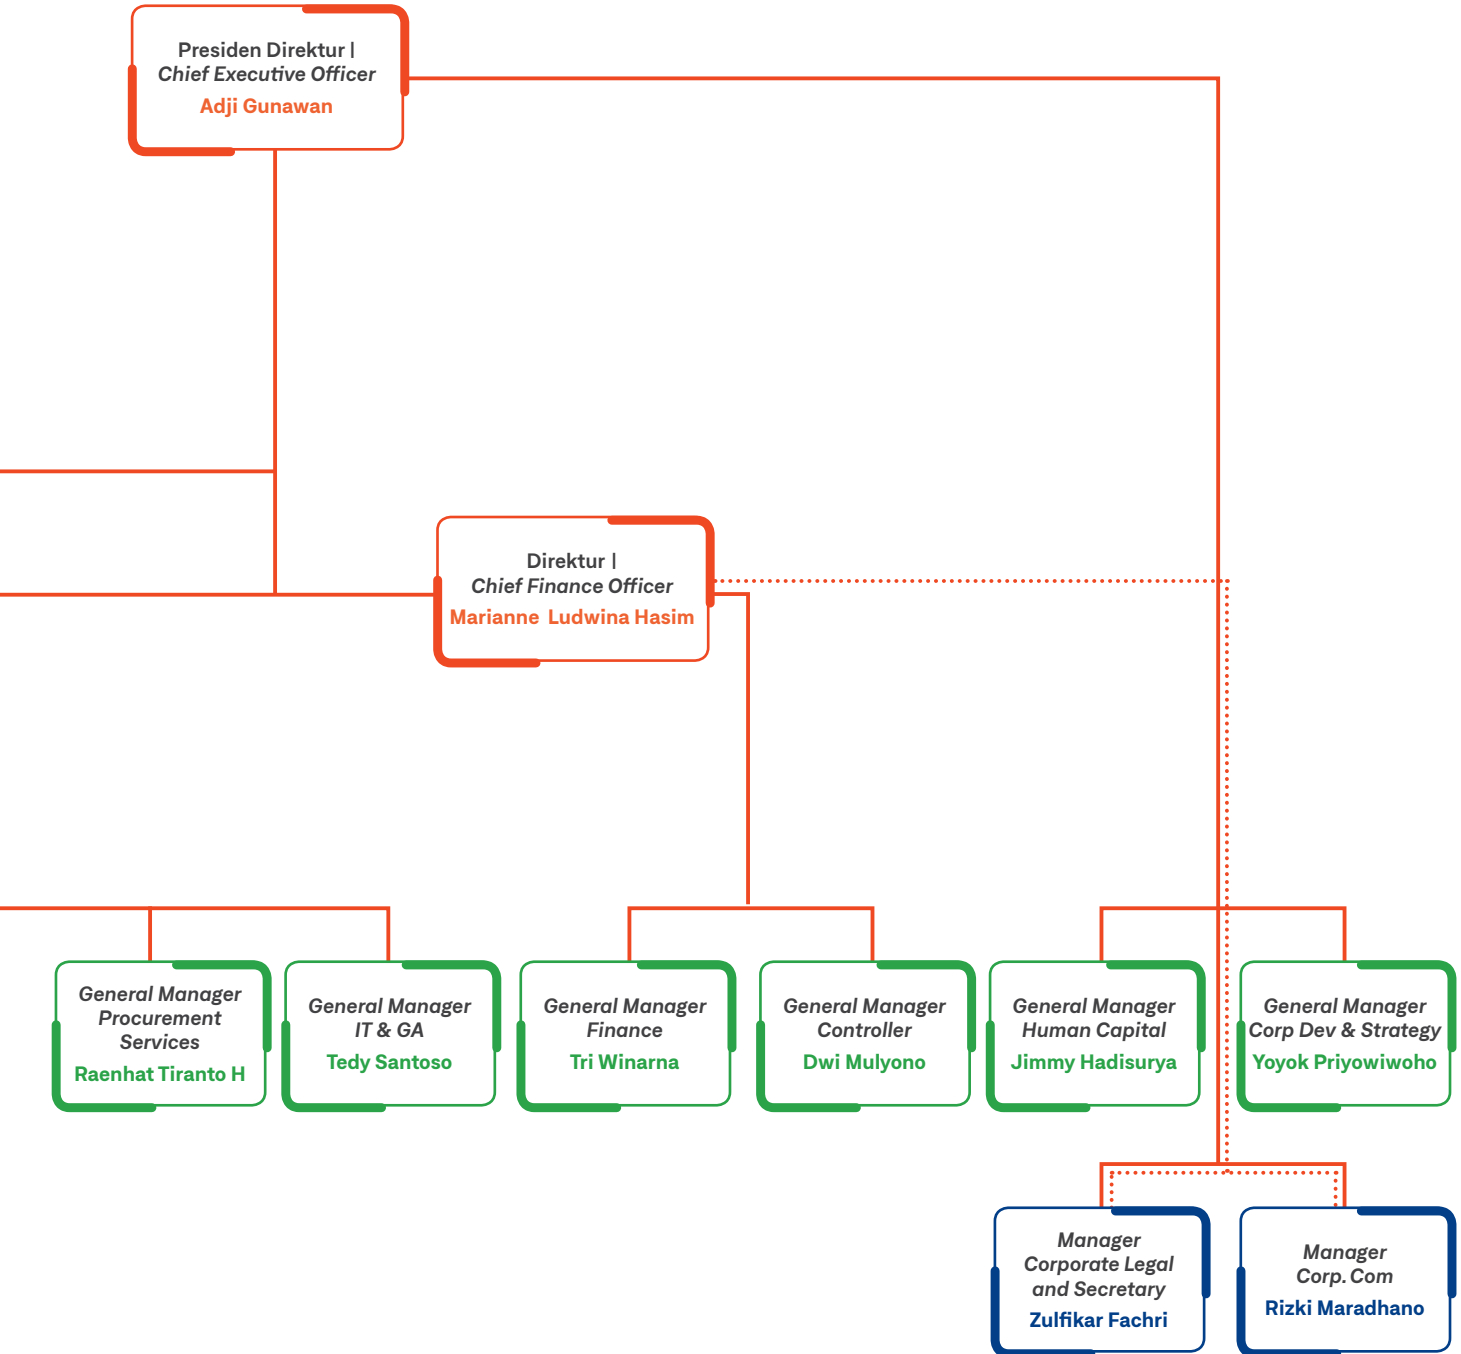 Presiden Direktur |
Chief Executive Officer
Adji Gunawan
Direktur |
Chief Finance Officer
Marianne Ludwina Hasim
General Manager
Procurement
Services
Raenhat Tiranto H
General Manager
IT & GA
Tedy Santoso
General Manager
Finance
Tri Winarna
General Manager
Controller
Dwi Mulyono
General Manager
Human Capital
Jimmy Hadisurya
General Manager
Corp Dev & Strategy
Yoyok Priyowiwoho
Manager
Corporate Legal
and Secretary
Zulfikar Fachri
Manager
Corp. Com
Rizki Maradhano